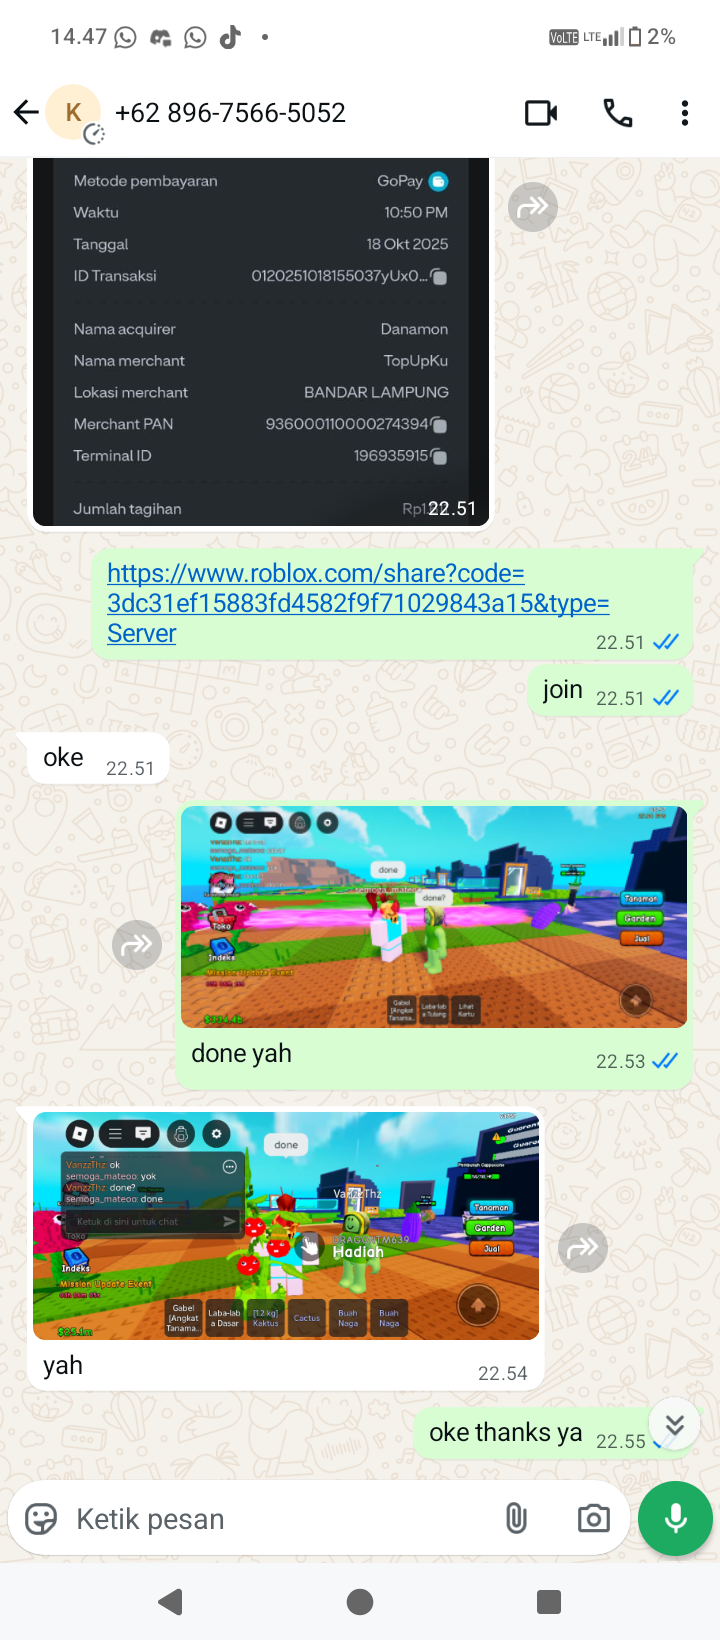 14.47
VoLTE LTE 2%
K +62 896-7566-5052
Metode pembayaran GoPay
Waktu 10:50 PM
Tanggal 18 Okt 2025
ID Transaksi 0120251018155037yUx0...
Nama acquirer Danamon
Nama merchant TopUpKu
Lokasi merchant BANDAR LAMPUNG
Merchant PAN 936000110000274394
Terminal ID 196935915
Jumlah tagihan
22.51
https://www.roblox.com/share?code=
3dc31ef15883fd4582f9f71029843a15&type=
Server
22.51
join 22.51
oke 22.51
done
semoga_mateoo
done?
Toko
Indeks
Mission Update Event
Tanaman
Garden
Jual
Gabel [Angkat Tanama...
Laba-lab a Tulang
Lihat Kartu
done yah 22.53
done
VanzzThz: ok
semoga_mateoo: yok
VanzzThz: done?
semoga_mateoo: done
Ketuk di sini untuk chat
Toko
Indeks
Mission Update Event
$25.1m
VanzzThz
DRAGONTM639
Hadiah
Tanaman
Garden
Jual
Gabel [Angkat Tanama...
Laba-lab a Dasar
[1.2 kg] Kaktus
Cactus
Buah Naga
Buah Naga
yah 22.54
oke thanks ya 22.55
Ketik pesan